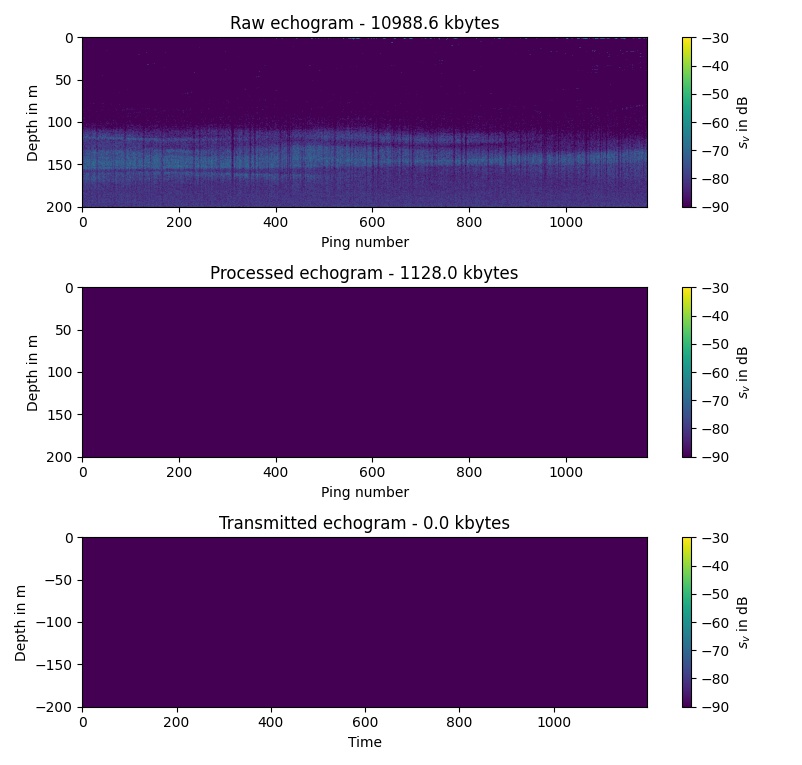 Raw echogram - 10988.6 kbytes
0
50
100
150
200
Depth in m
0 200 400 600 800 1000
Ping number
−30
−40
−50
−60
−70
−80
−90
sv in dB
Processed echogram - 1128.0 kbytes
0
50
100
150
200
Depth in m
0 200 400 600 800 1000
Ping number
−30
−40
−50
−60
−70
−80
−90
sv in dB
Transmitted echogram - 0.0 kbytes
0
−50
−100
−150
−200
Depth in m
0 200 400 600 800 1000
Time
−30
−40
−50
−60
−70
−80
−90
sv in dB